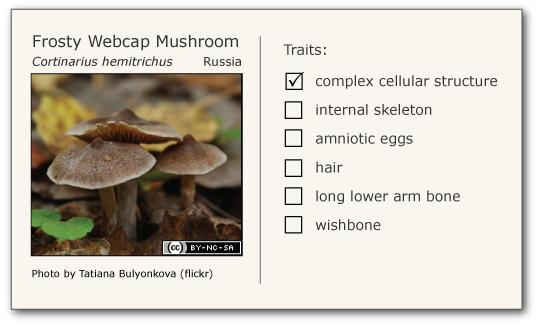 Frosty Webcap Mushroom
Cortinarius hemitrichus Russia
cc BY-NC-SA
Photo by Tatiana Bulyonkova (flickr)
Traits:
complex cellular structure
internal skeleton
amniotic eggs
hair
long lower arm bone
wishbone